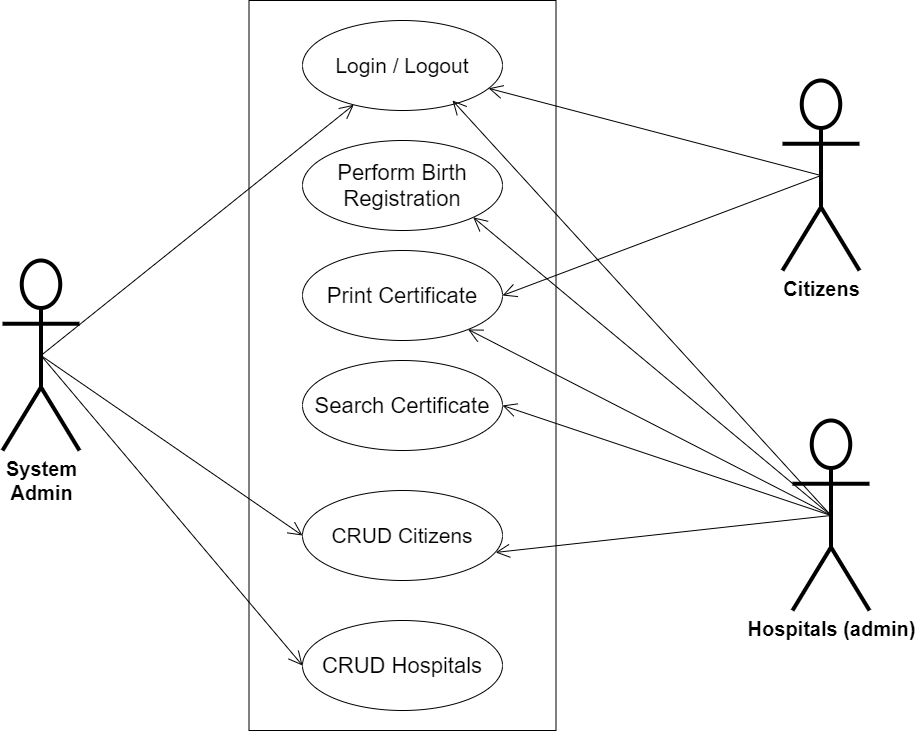 Login / Logout
Perform Birth
Registration
Print Certificate
Search Certificate
CRUD Citizens
CRUD Hospitals
System
Admin
Citizens
Hospitals (admin)